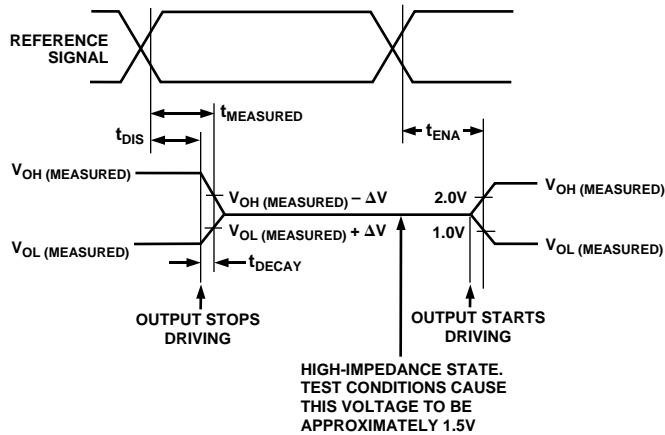 REFERENCE
SIGNAL
tMEASURED
tDIS
tENA
VOH (MEASURED)
VOH (MEASURED) – ΔV
2.0V
VOH (MEASURED)
VOL (MEASURED)
VOL (MEASURED) + ΔV
1.0V
VOL (MEASURED)
tDECAY
OUTPUT STOPS
DRIVING
OUTPUT STARTS
DRIVING
HIGH-IMPEDANCE STATE.
TEST CONDITIONS CAUSE
THIS VOLTAGE TO BE
APPROXIMATELY 1.5V